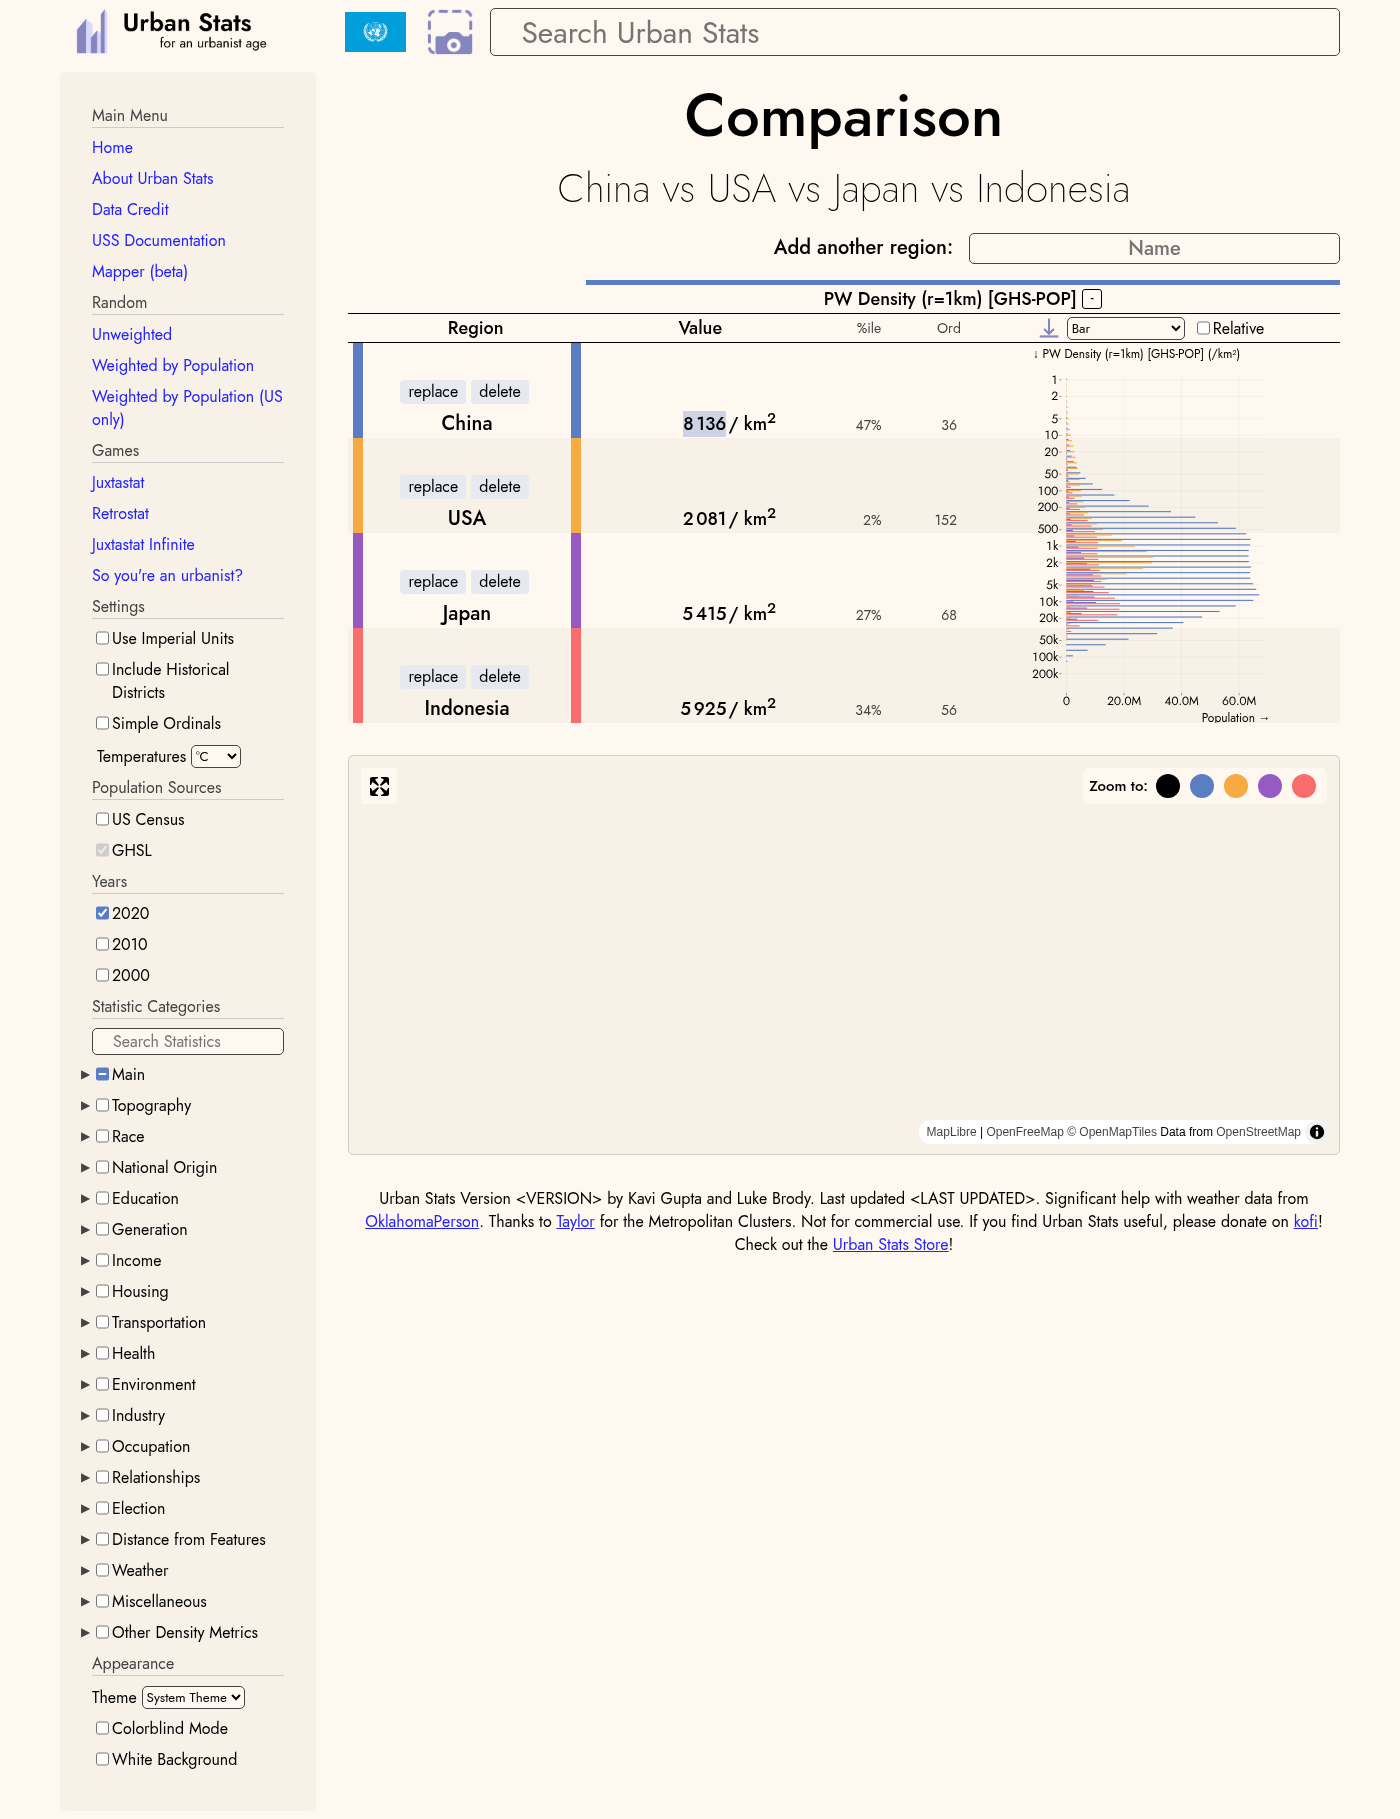 Urban Stats
for an urbanist age
Search Urban Stats
Main Menu
Home
About Urban Stats
Data Credit
USS Documentation
Mapper (beta)
Random
Unweighted
Weighted by Population
Weighted by Population (US
only)
Games
Juxtastat
Retrostat
Juxtastat Infinite
So you're an urbanist?
Settings
Use Imperial Units
Include Historical
Districts
Simple Ordinals
Temperatures °C
Population Sources
US Census
GHSL
Years
2020
2010
2000
Statistic Categories
Search Statistics
▶ Main
▶ Topography
▶ Race
▶ National Origin
▶ Education
▶ Generation
▶ Income
▶ Housing
▶ Transportation
▶ Health
▶ Environment
▶ Industry
▶ Occupation
▶ Relationships
▶ Election
▶ Distance from Features
▶ Weather
▶ Miscellaneous
▶ Other Density Metrics
Appearance
Theme System Theme
Colorblind Mode
White Background
Comparison
China vs USA vs Japan vs Indonesia
Add another region: Name
PW Density (r=1km) [GHS-POP] -
Region Value %ile Ord Bar Relative
replace delete
China 8 136 / km² 47% 36
replace delete
USA 2 081 / km² 2% 152
replace delete
Japan 5 415 / km² 27% 68
replace delete
Indonesia 5 925 / km² 34% 56
↓ PW Density (r=1km) [GHS-POP] (/km²)
1
2
5
10
20
50
100
200
500
1k
2k
5k
10k
20k
50k
100k
200k
0 20.0M 40.0M 60.0M
Population →
Zoom to:
MapLibre | OpenFreeMap © OpenMapTiles Data from OpenStreetMap
Urban Stats Version <VERSION> by Kavi Gupta and Luke Brody. Last updated <LAST UPDATED>. Significant help with weather data from
OklahomaPerson. Thanks to Taylor for the Metropolitan Clusters. Not for commercial use. If you find Urban Stats useful, please donate on kofi!
Check out the Urban Stats Store!